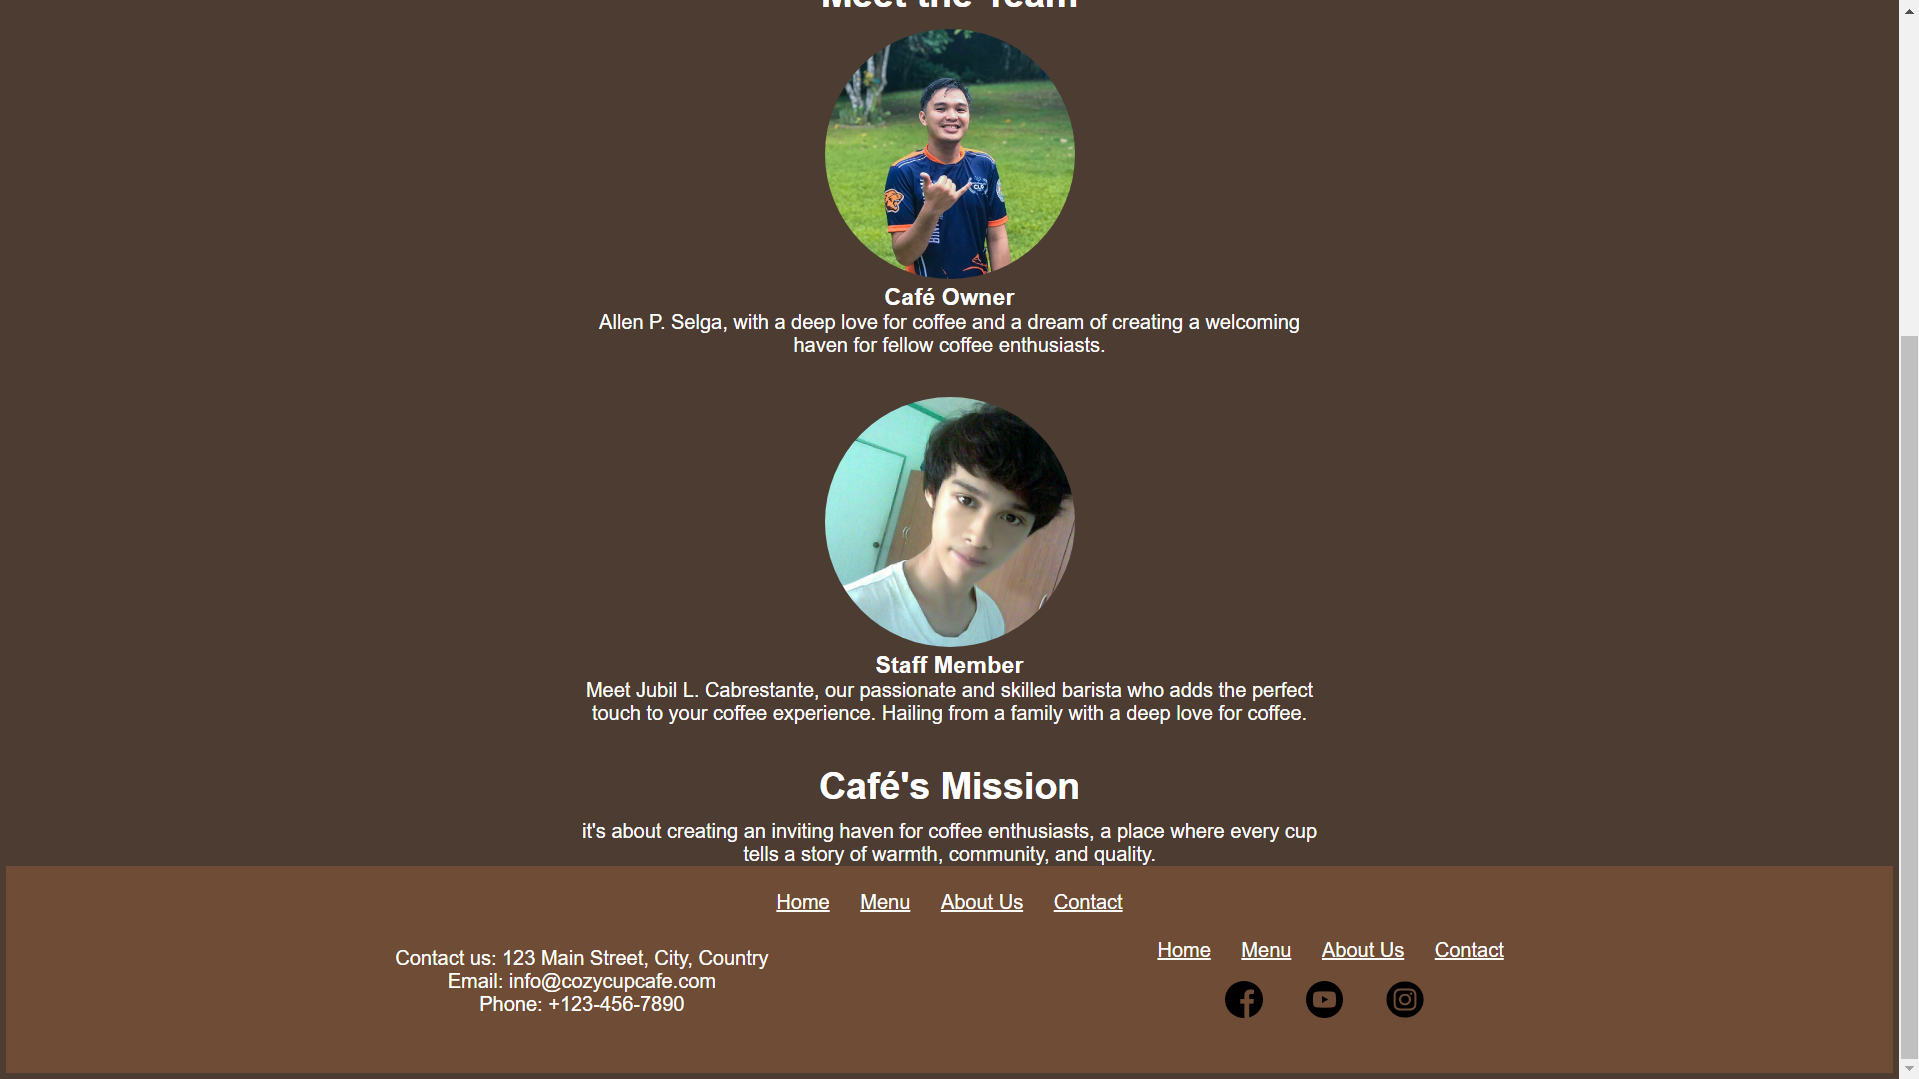 Meet the Team
CLP
Café Owner
Allen P. Selga, with a deep love for coffee and a dream of creating a welcoming
haven for fellow coffee enthusiasts.
Staff Member
Meet Jubil L. Cabrestante, our passionate and skilled barista who adds the perfect
touch to your coffee experience. Hailing from a family with a deep love for coffee.
Café's Mission
it's about creating an inviting haven for coffee enthusiasts, a place where every cup
tells a story of warmth, community, and quality.
Home Menu About Us Contact
Contact us: 123 Main Street, City, Country
Email: info@cozycupcafe.com
Phone: +123-456-7890
Home Menu About Us Contact